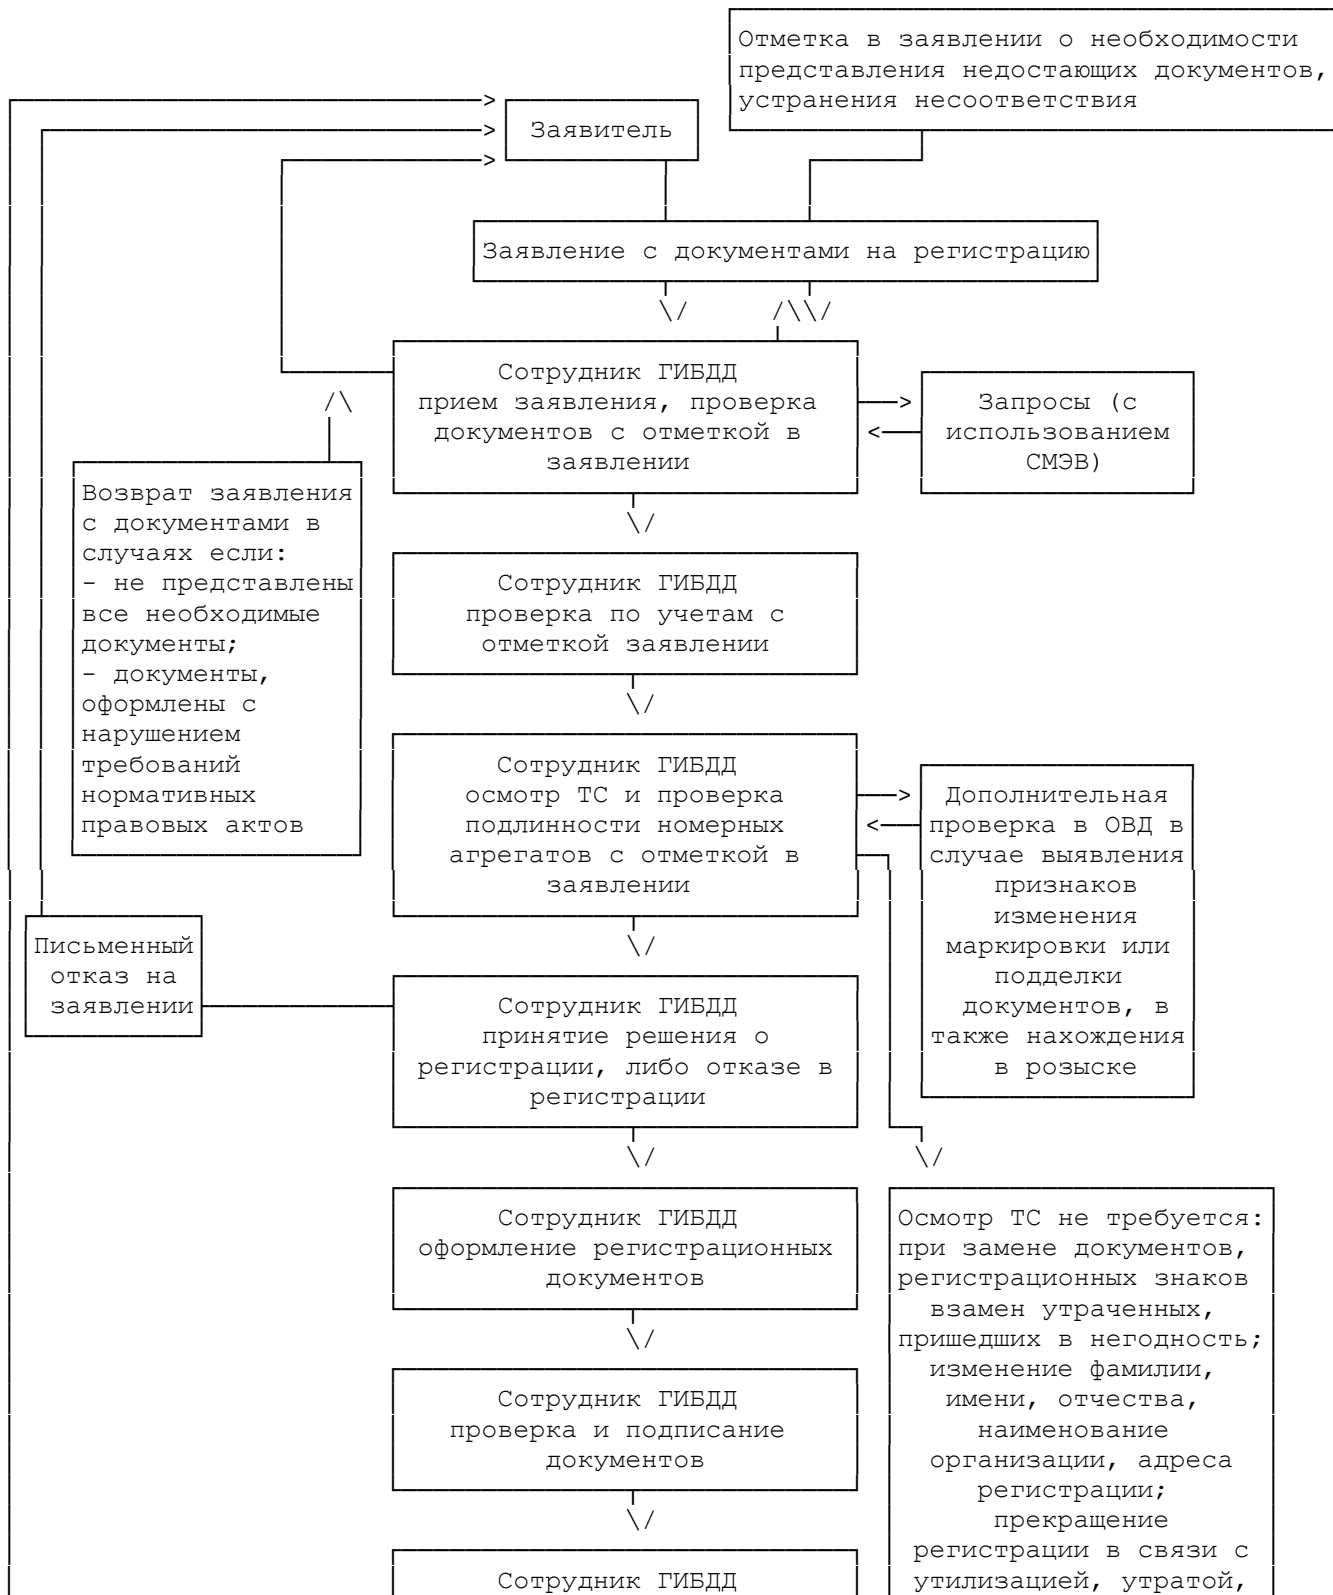 Отметка в заявлении о необходимости
представления недостающих документов,
устранения несоответствия
Заявитель
Заявление с документами на регистрацию
Сотрудник ГИБДД
прием заявления, проверка
документов с отметкой в
заявлении
Запросы (с
использованием
СМЭВ)
Возврат заявления
с документами в
случаях если:
- не представлены
все необходимые
документы;
- документы,
оформлены с
нарушением
требований
нормативных
правовых актов
Сотрудник ГИБДД
проверка по учетам с
отметкой заявлении
Сотрудник ГИБДД
осмотр ТС и проверка
подлинности номерных
агрегатов с отметкой в
заявлении
Дополнительная
проверка в ОВД в
случае выявления
признаков
изменения
маркировки или
подделки
документов, в
также нахождения
в розыске
Письменный
отказ на
заявлении
Сотрудник ГИБДД
принятие решения о
регистрации, либо отказе в
регистрации
Сотрудник ГИБДД
оформление регистрационных
документов
Осмотр ТС не требуется:
при замене документов,
регистрационных знаков
взамен утраченных,
пришедших в негодность;
изменение фамилии,
имени, отчества,
наименование
организации, адреса
регистрации;
прекращение
регистрации в связи с
утилизацией, утратой,
Сотрудник ГИБДД
проверка и подписание
документов
Сотрудник ГИБДД